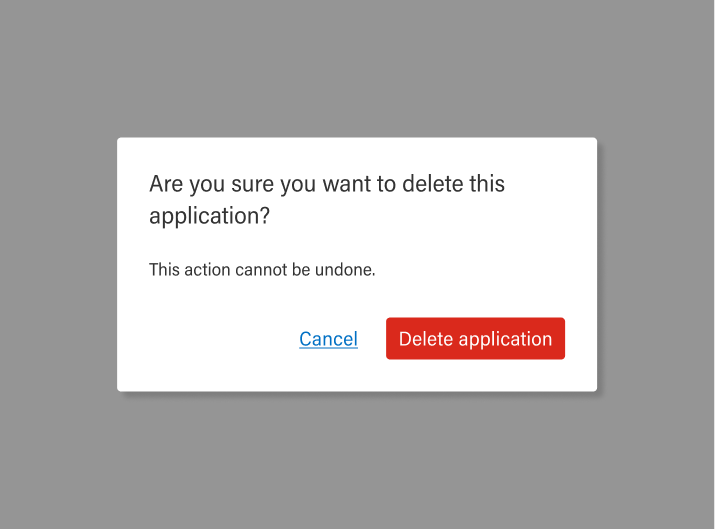 Are you sure you want to delete this
application?
This action cannot be undone.
Cancel Delete application